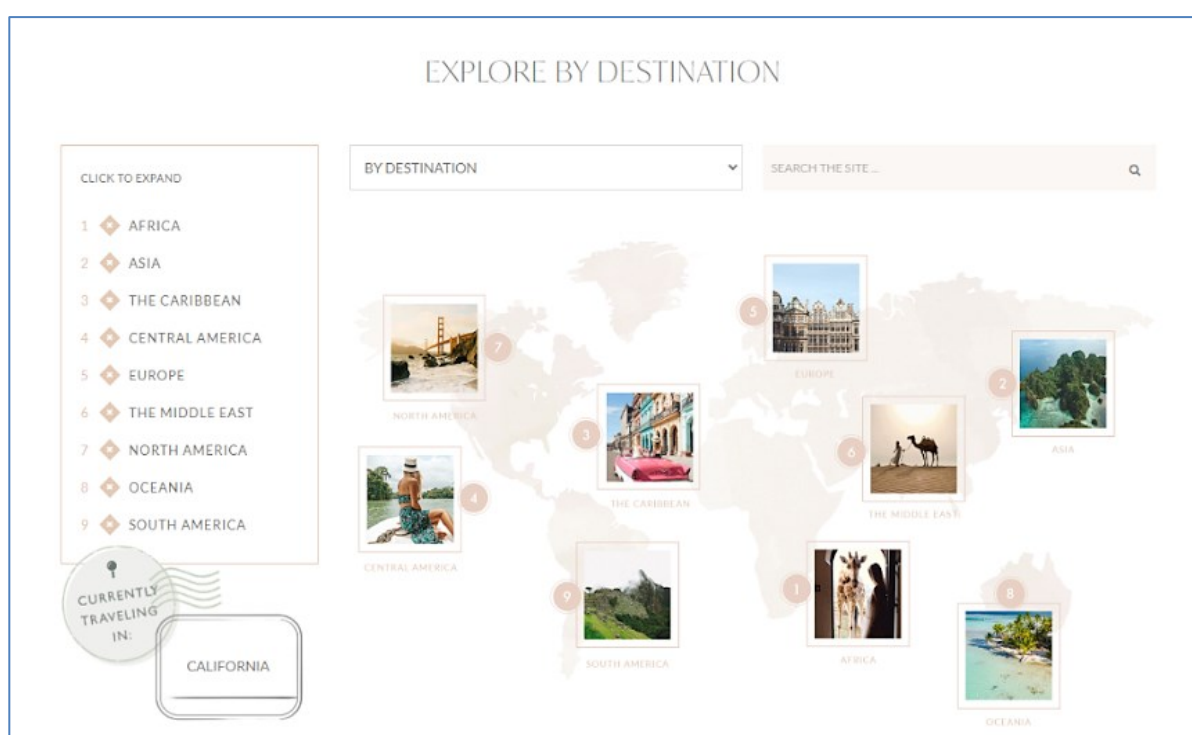 EXPLORE BY DESTINATION
CLICK TO EXPAND
1 AFRICA
2 ASIA
3 THE CARIBBEAN
4 CENTRAL AMERICA
5 EUROPE
6 THE MIDDLE EAST
7 NORTH AMERICA
8 OCEANIA
9 SOUTH AMERICA
CURRENTLY
TRAVELING
IN:
CALIFORNIA
BY DESTINATION
SEARCH THE SITE ...
7
NORTH AMERICA
5
EUROPE
2
ASIA
3
THE CARIBBEAN
6
THE MIDDLE EAST
4
CENTRAL AMERICA
9
SOUTH AMERICA
1
AFRICA
8
OCEANIA